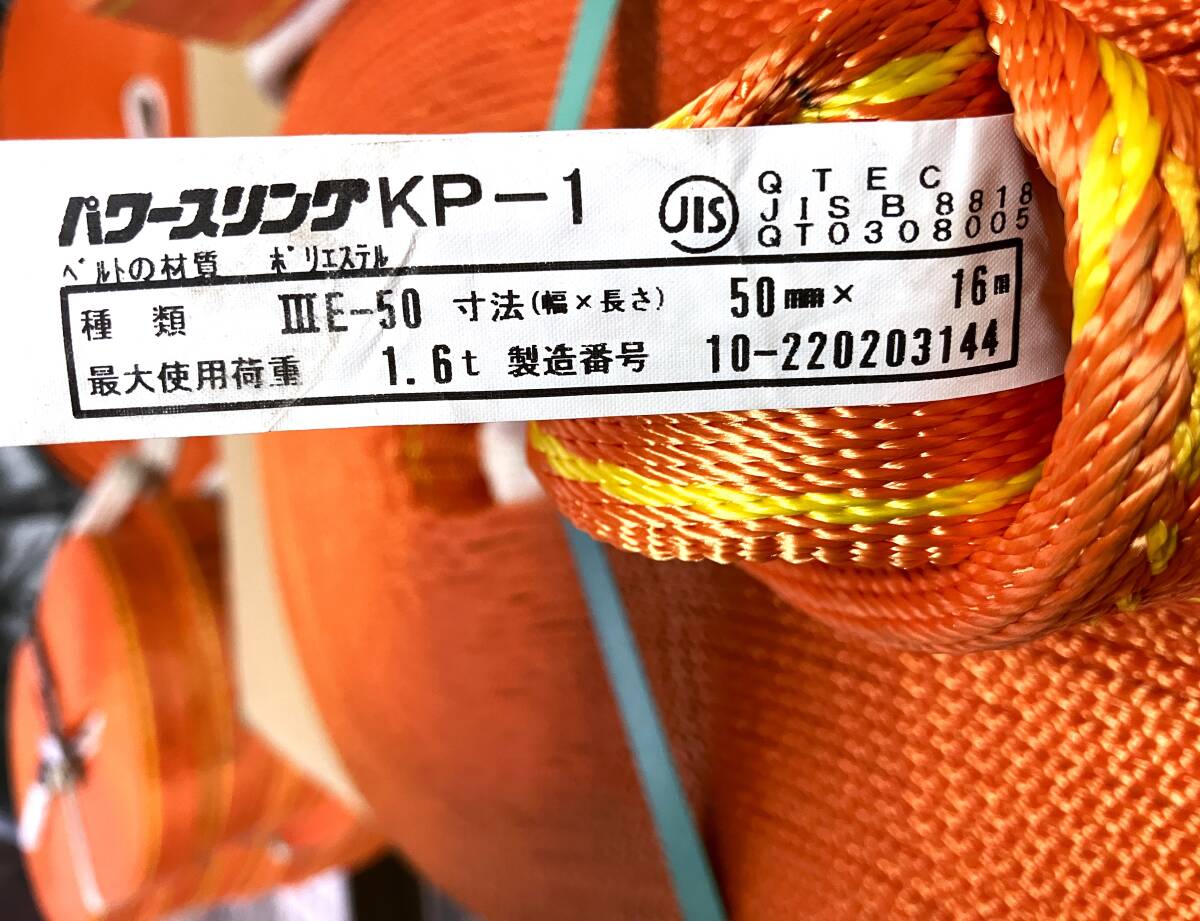 パワースリング KP-1
JIS
QTEC
JIS B 8818
QT0308005
ベルトの材質 ポリエステル
種類 ⅢE-50 寸法(幅×長さ) 50mm× 16m
最大使用荷重 1.6t 製造番号 10-220203144